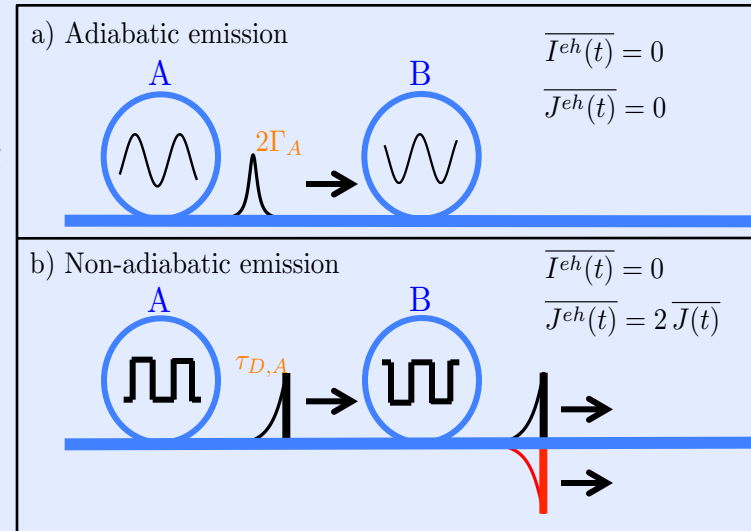 a) Adiabatic emission
$\overline{I^{eh}(t)} = 0$
A
B
$\overline{J^{eh}(t)} = 0$
$2\Gamma_A$
b) Non-adiabatic emission
$\overline{I^{eh}(t)} = 0$
A
B
$\overline{J^{eh}(t)} = 2\,\overline{J(t)}$
$\tau_{D,A}$